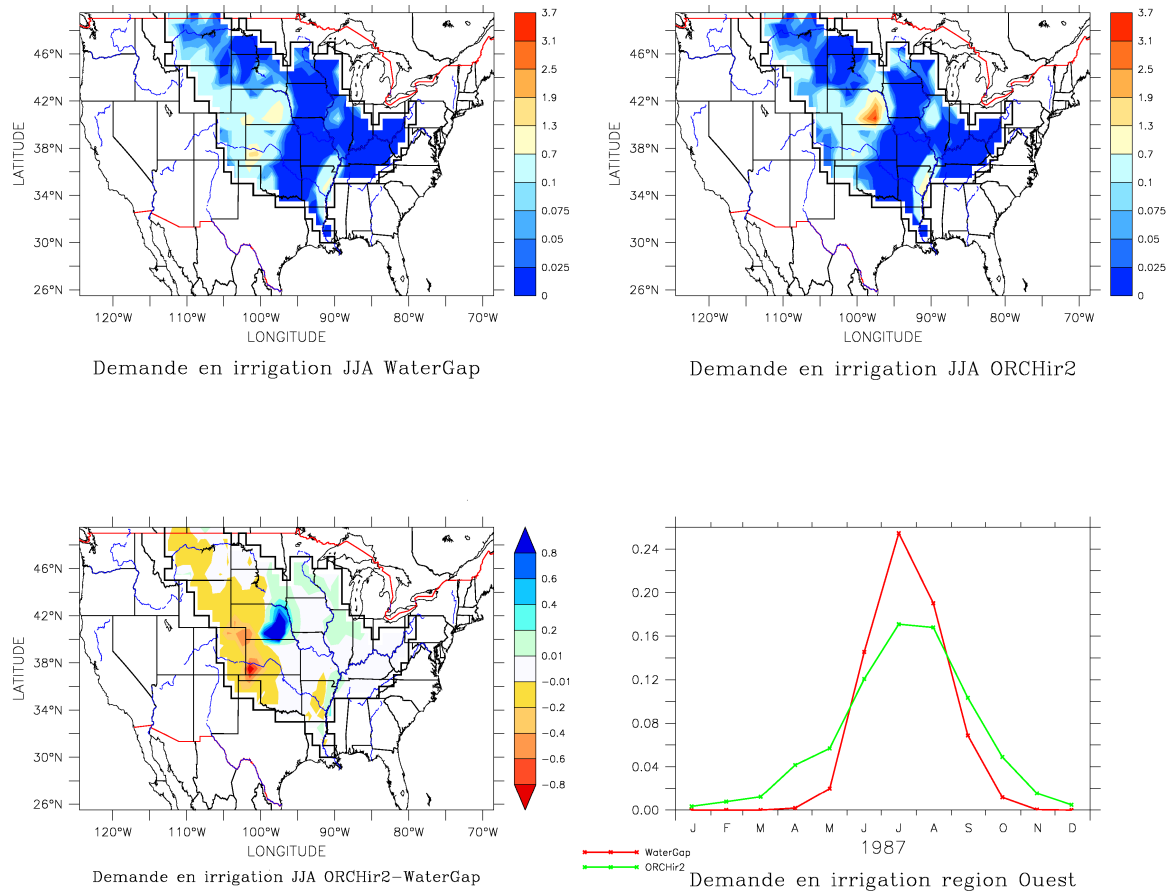 46°N
42°N
38°N
34°N
30°N
26°N
LATITUDE
120°W
110°W
100°W
90°W
80°W
70°W
LONGITUDE
3.7
3.1
2.5
1.9
1.3
0.7
0.1
0.075
0.05
0.025
0
Demande en irrigation JJA WaterGap
46°N
42°N
38°N
34°N
30°N
26°N
LATITUDE
120°W
110°W
100°W
90°W
80°W
70°W
LONGITUDE
3.7
3.1
2.5
1.9
1.3
0.7
0.1
0.075
0.05
0.025
0
Demande en irrigation JJA ORCHir2
46°N
42°N
38°N
34°N
30°N
26°N
LATITUDE
120°W
110°W
100°W
90°W
80°W
70°W
LONGITUDE
0.8
0.6
0.4
0.2
0.01
-0.01
-0.2
-0.4
-0.6
-0.8
Demande en irrigation JJA ORCHir2-WaterGap
0.24
0.20
0.16
0.12
0.08
0.04
0.00
J F M A M J J A S O N D
1987
WaterGap
ORCHir2
Demande en irrigation region Ouest